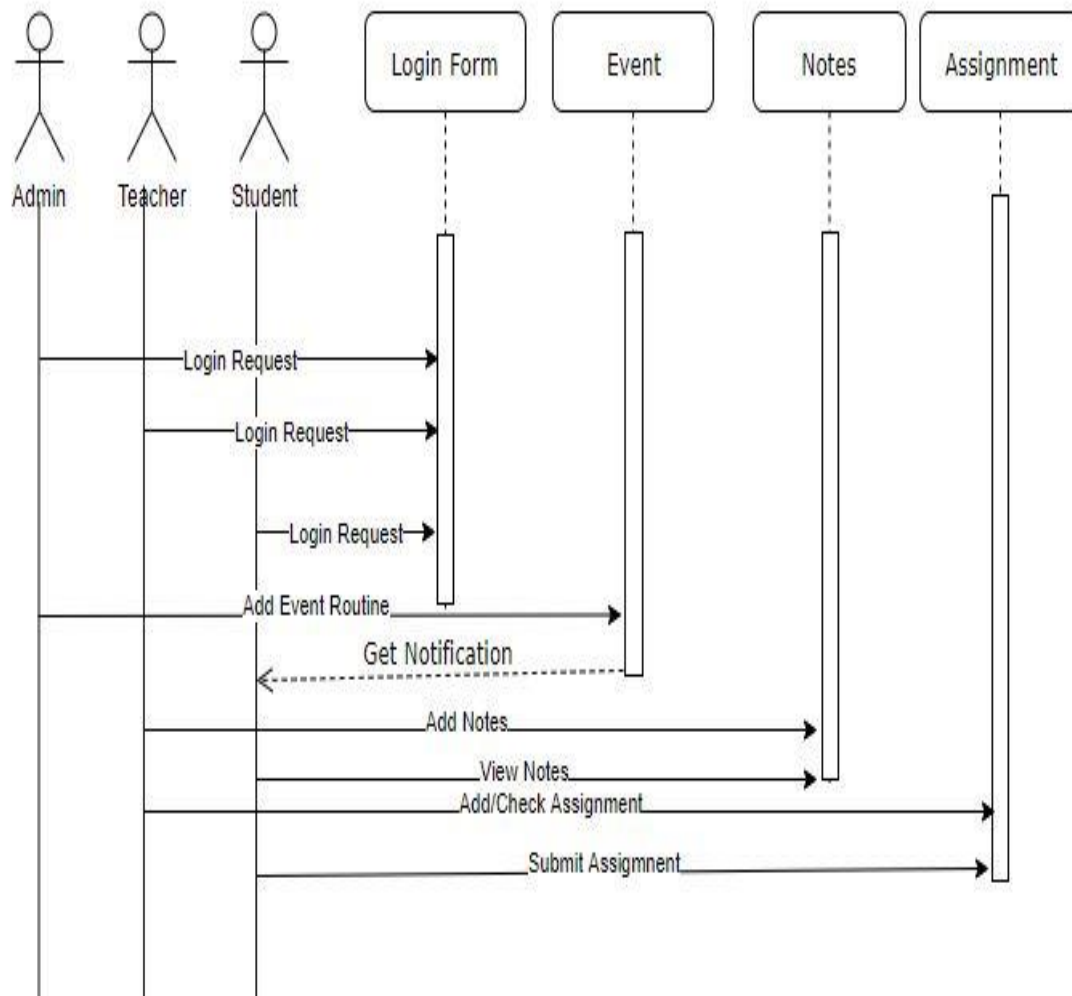 Login Form
Event
Notes
Assignment
Admin
Teacher
Student
Login Request
Login Request
Login Request
Add Event Routine
Get Notification
Add Notes
View Notes
Add/Check Assignment
Submit Assigmnent